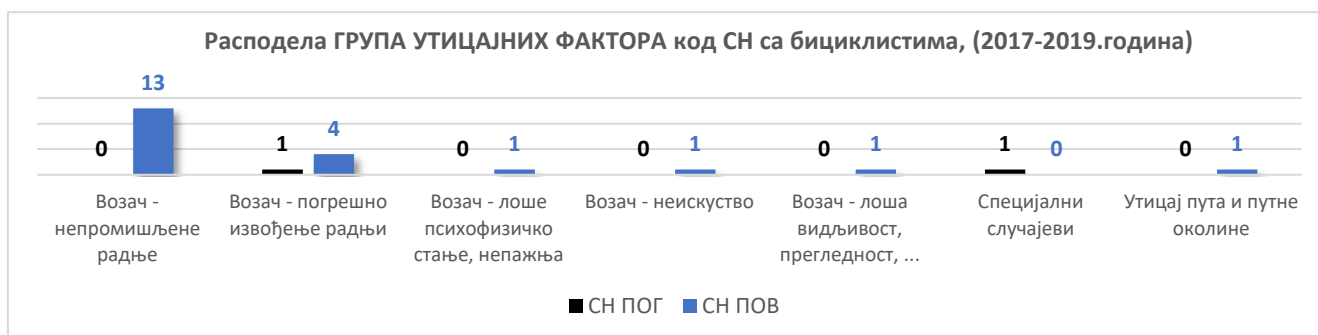 Расподела ГРУПА УТИЦАЈНИХ ФАКТОРА код СН са бициклистима, (2017-2019.година)
0 13 1 4 0 1 0 1 0 1 1 0 0 1
Возач -
непромишљене
радње
Возач - погрешно
извођење радњи
Возач - лоше
психофизичко
стање, непажња
Возач - неискуство
Возач - лоша
видљивост,
прегледност, ...
Специјални
случајеви
Утицај пута и путне
околине
СН ПОГ СН ПОВ